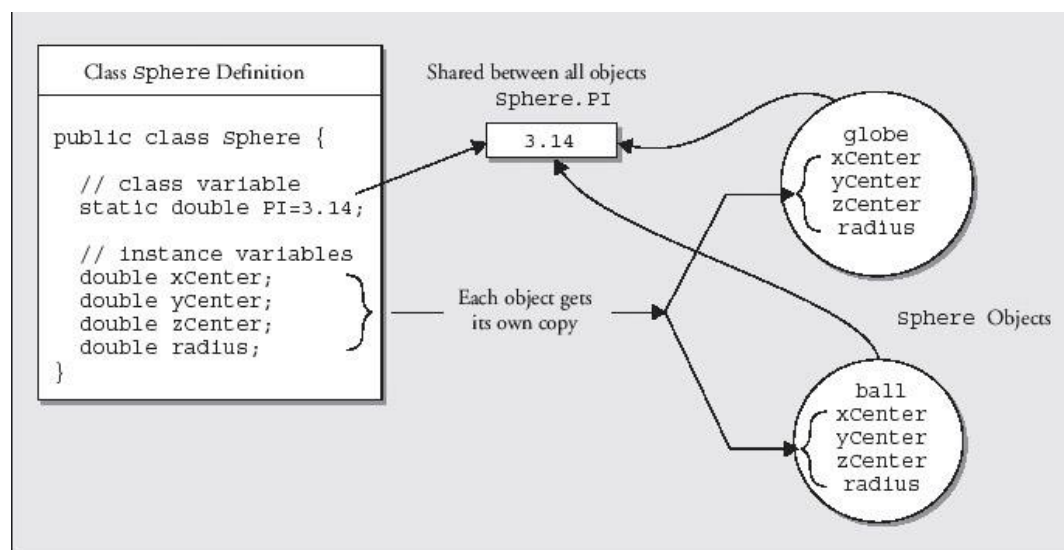 Class Sphere Definition
public class Sphere {
// class variable
static double PI=3.14;
// instance variables
double xCenter;
double yCenter;
double zCenter;
double radius;
}
Shared between all objects
Sphere.PI
3.14
Each object gets
its own copy
globe
xCenter
yCenter
zCenter
radius
Sphere Objects
ball
xCenter
yCenter
zCenter
radius